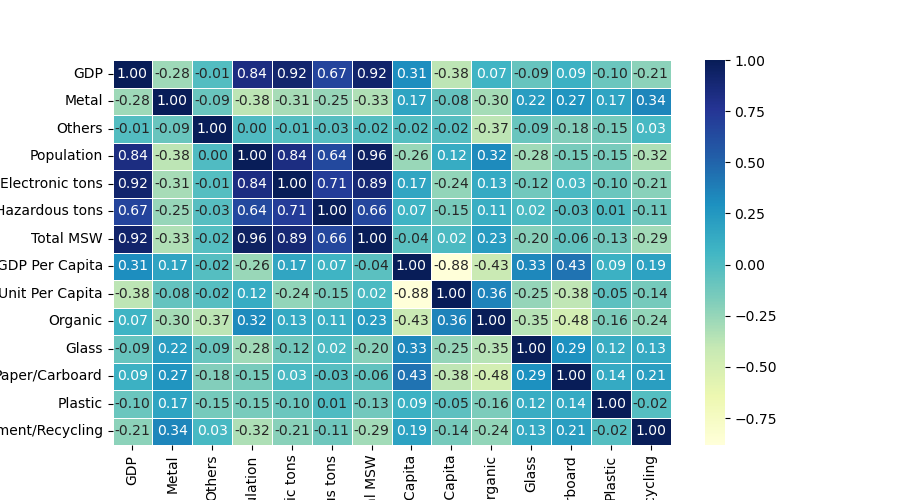 GDP 1.00 -0.28 -0.01 0.84 0.92 0.67 0.92 0.31 -0.38 0.07 -0.09 0.09 -0.10 -0.21 1.00
Metal -0.28 1.00 -0.09 -0.38 -0.31 -0.25 -0.33 0.17 -0.08 -0.30 0.22 0.27 0.17 0.34 0.75
Others -0.01 -0.09 1.00 0.00 -0.01 -0.03 -0.02 -0.02 -0.02 -0.37 -0.09 -0.18 -0.15 0.03
Population 0.84 -0.38 0.00 1.00 0.84 0.64 0.96 -0.26 0.12 0.32 -0.28 -0.15 -0.15 -0.32 0.50
Electronic tons 0.92 -0.31 -0.01 0.84 1.00 0.71 0.89 0.17 -0.24 0.13 -0.12 0.03 -0.10 -0.21
Hazardous tons 0.67 -0.25 -0.03 0.64 0.71 1.00 0.66 0.07 -0.15 0.11 0.02 -0.03 0.01 -0.11 0.25
Total MSW 0.92 -0.33 -0.02 0.96 0.89 0.66 1.00 -0.04 0.02 0.23 -0.20 -0.06 -0.13 -0.29
GDP Per Capita 0.31 0.17 -0.02 -0.26 0.17 0.07 -0.04 1.00 -0.88 -0.43 0.33 0.43 0.09 0.19 0.00
Unit Per Capita -0.38 -0.08 -0.02 0.12 -0.24 -0.15 0.02 -0.88 1.00 0.36 -0.25 -0.38 -0.05 -0.14
Organic 0.07 -0.30 -0.37 0.32 0.13 0.11 0.23 -0.43 0.36 1.00 -0.35 -0.48 -0.16 -0.24 −0.25
Glass -0.09 0.22 -0.09 -0.28 -0.12 0.02 -0.20 0.33 -0.25 -0.35 1.00 0.29 0.12 0.13
Paper/Carboard 0.09 0.27 -0.18 -0.15 0.03 -0.03 -0.06 0.43 -0.38 -0.48 0.29 1.00 0.14 0.21 −0.50
Plastic -0.10 0.17 -0.15 -0.15 -0.10 0.01 -0.13 0.09 -0.05 -0.16 0.12 0.14 1.00 -0.02 −0.75
ment/Recycling -0.21 0.34 0.03 -0.32 -0.21 -0.11 -0.29 0.19 -0.14 -0.24 0.13 0.21 -0.02 1.00
GDP
Metal
Others
ulation
ic tons
us tons
l MSW
Capita
Capita
rganic
Glass
board
Plastic
cycling